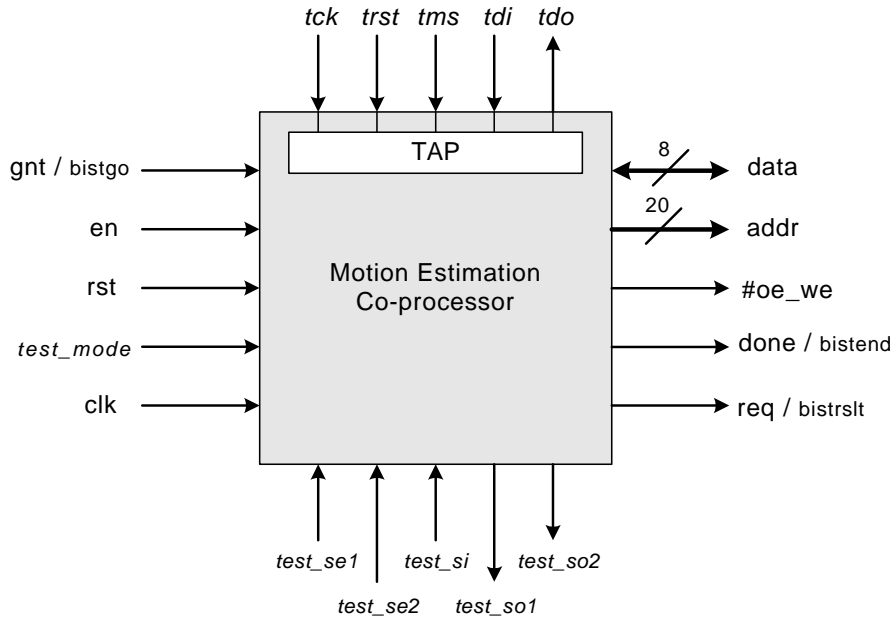 tck trst tms tdi tdo
TAP
gnt / bistgo
8
data
en
20
addr
Motion Estimation
Co-processor
rst
#oe_we
test_mode
done / bistend
clk
req / bistrslt
test_se1 test_si test_so2
test_se2 test_so1